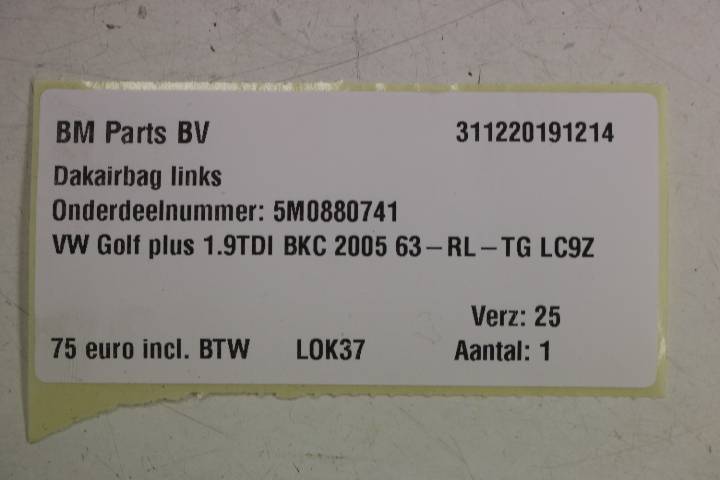 BM Parts BV 311220191214
Dakairbag links
Onderdeelnummer: 5M0880741
VW Golf plus 1.9TDI BKC 2005 63-RL-TG LC9Z
Verz: 25
75 euro incl. BTW LOK37 Aantal: 1